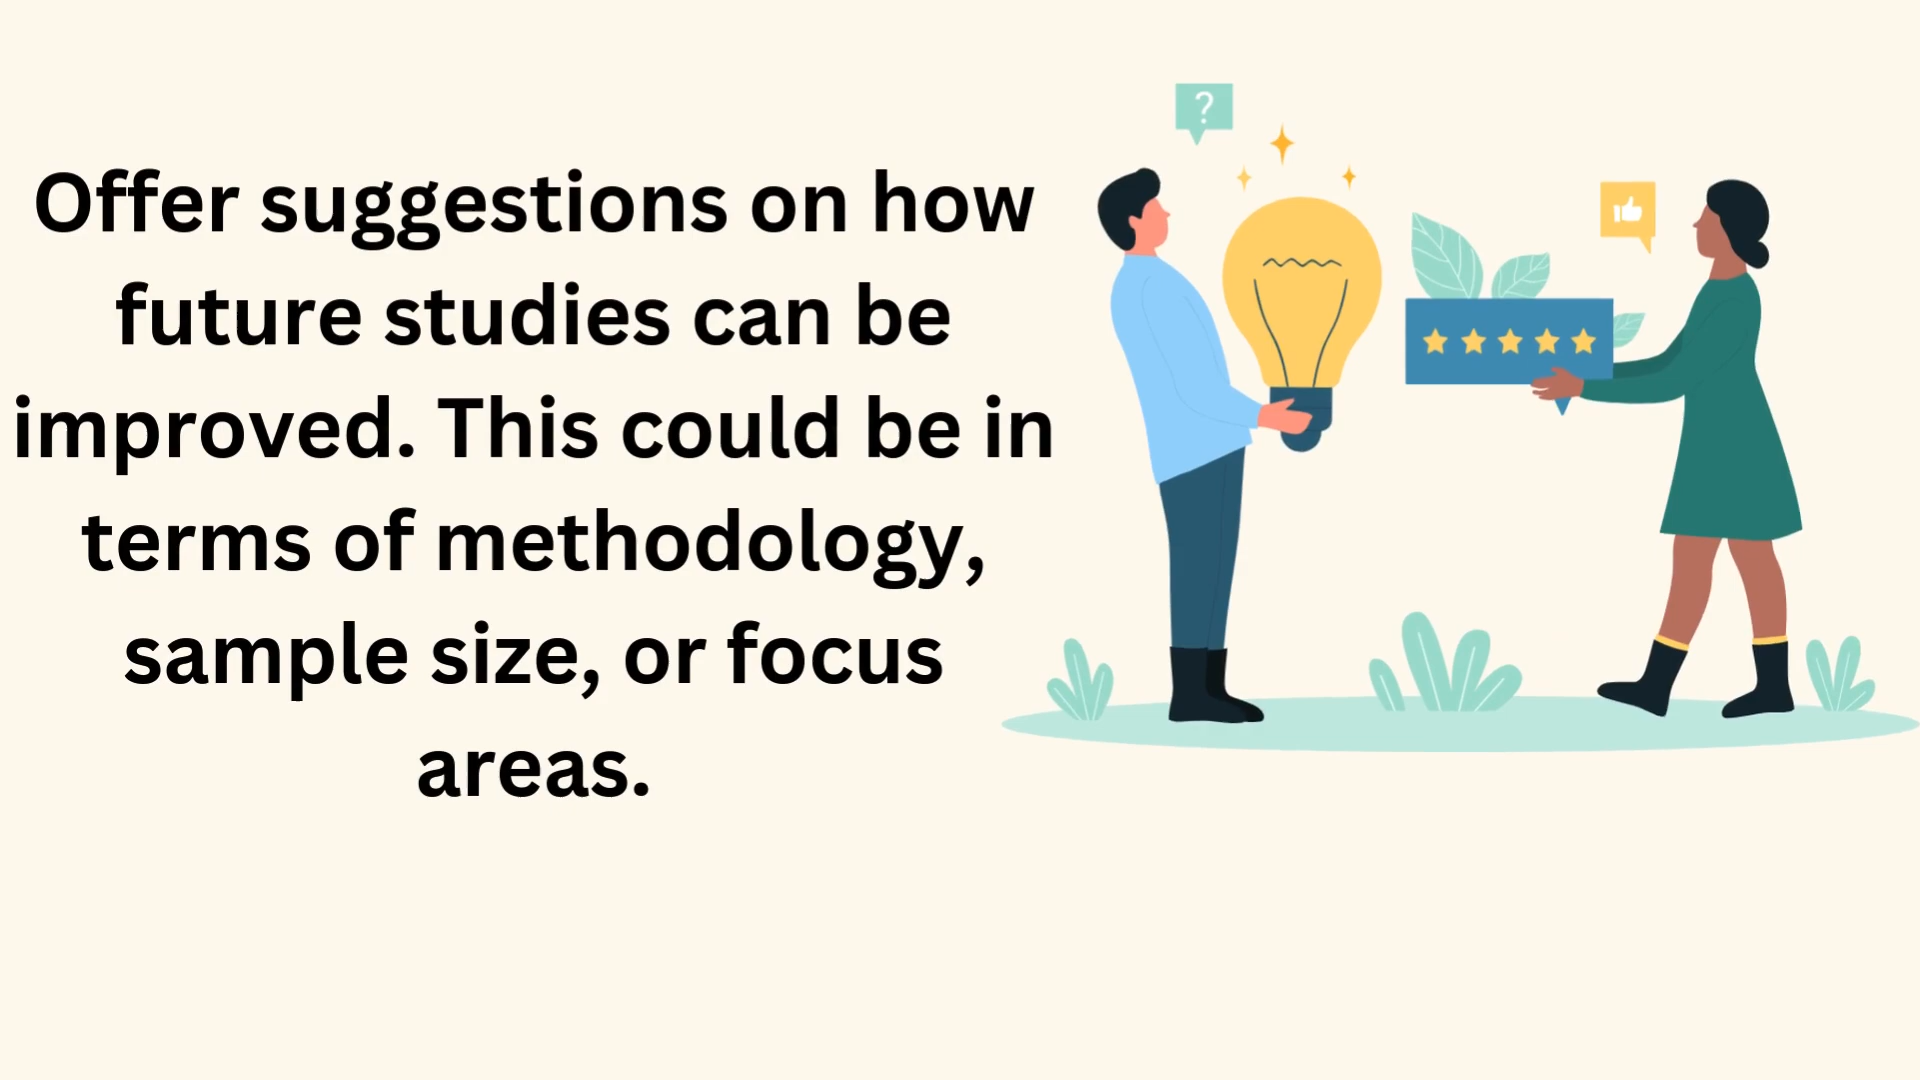 Offer suggestions on how
future studies can be
improved. This could be in
terms of methodology,
sample size, or focus
areas.
?